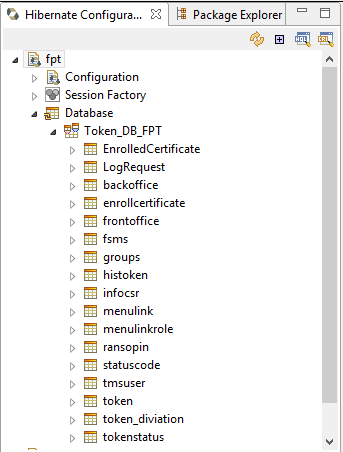 Hibernate Configura... Package Explorer
fpt
Configuration
Session Factory
Database
Token_DB_FPT
EnrolledCertificate
LogRequest
backoffice
enrollcertificate
frontoffice
fsms
groups
histoken
infocsr
menulink
menulinkrole
ransopin
statuscode
tmsuser
token
token_diviation
tokenstatus